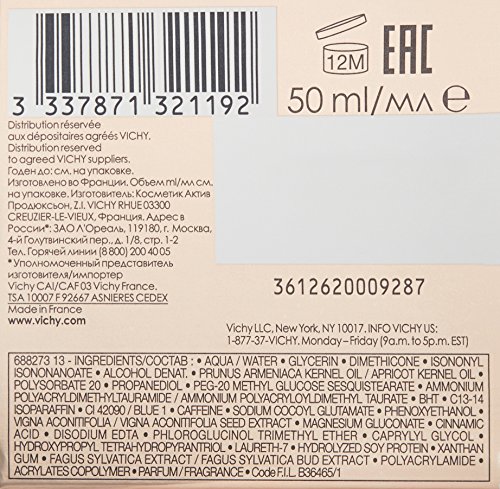 12M
EAC
3 337871 321192
50 ml/мл e
Distribution réservée
aux dépositaires agréés VICHY.
Distribution reserved
to agreed VICHY suppliers.
Годен до: см. на упаковке.
Изготовлено во Франции. Объем ml/мл см.
на упаковке. Изготовитель: Косметик Актив
Продюксьон, Z.I. VICHY RHUE 03300
CREUZIER-LE-VIEUX, Франция. Адрес в
России*: ЗАО Л'Ореаль, 119180, г. Москва,
4-й Голутвинский пер., д. 1/8, стр. 1-2
Тел. Горячей линии (8 800) 200 40 05
*Уполномоченный представитель
изготовителя/импортер
Vichy CAI/CAF 03 Vichy France.
TSA 10007 F 92667 ASNIERES CEDEX
Made in France
www.vichy.com
3612620009287
Vichy LLC, New York, NY 10017. INFO VICHY US:
1-877-37-VICHY. Monday – Friday (9a.m. to 5p.m. EST)
688273 13 - INGREDIENTS/СОСТАВ : • AQUA / WATER • GLYCERIN • DIMETHICONE • ISONONYL
ISONONANOATE • ALCOHOL DENAT. • PRUNUS ARMENIACA KERNEL OIL / APRICOT KERNEL OIL •
POLYSORBATE 20 • PROPANEDIOL • PEG-20 METHYL GLUCOSE SESQUISTEARATE • AMMONIUM
POLYACRYLDIMETHYLTAURAMIDE / AMMONIUM POLYACRYLOYLDIMETHYL TAURATE • BHT • C13-14
ISOPARAFFIN • CI 42090 / BLUE 1 • CAFFEINE • SODIUM COCOYL GLUTAMATE • PHENOXYETHANOL •
VIGNA ACONITIFOLIA / VIGNA ACONITIFOLIA SEED EXTRACT • MAGNESIUM GLUCONATE • CINNAMIC
ACID • DISODIUM EDTA • PHLOROGLUCINOL TRIMETHYL ETHER • CAPRYLYL GLYCOL •
HYDROXYPROPYL TETRAHYDROPYRANTRIOL • LAURETH-7 • HYDROLYZED SOY PROTEIN • XANTHAN
GUM • FAGUS SYLVATICA EXTRACT / FAGUS SYLVATICA BUD EXTRACT • POLYACRYLAMIDE •
ACRYLATES COPOLYMER • PARFUM / FRAGRANCE • Code F.I.L. B36465/1